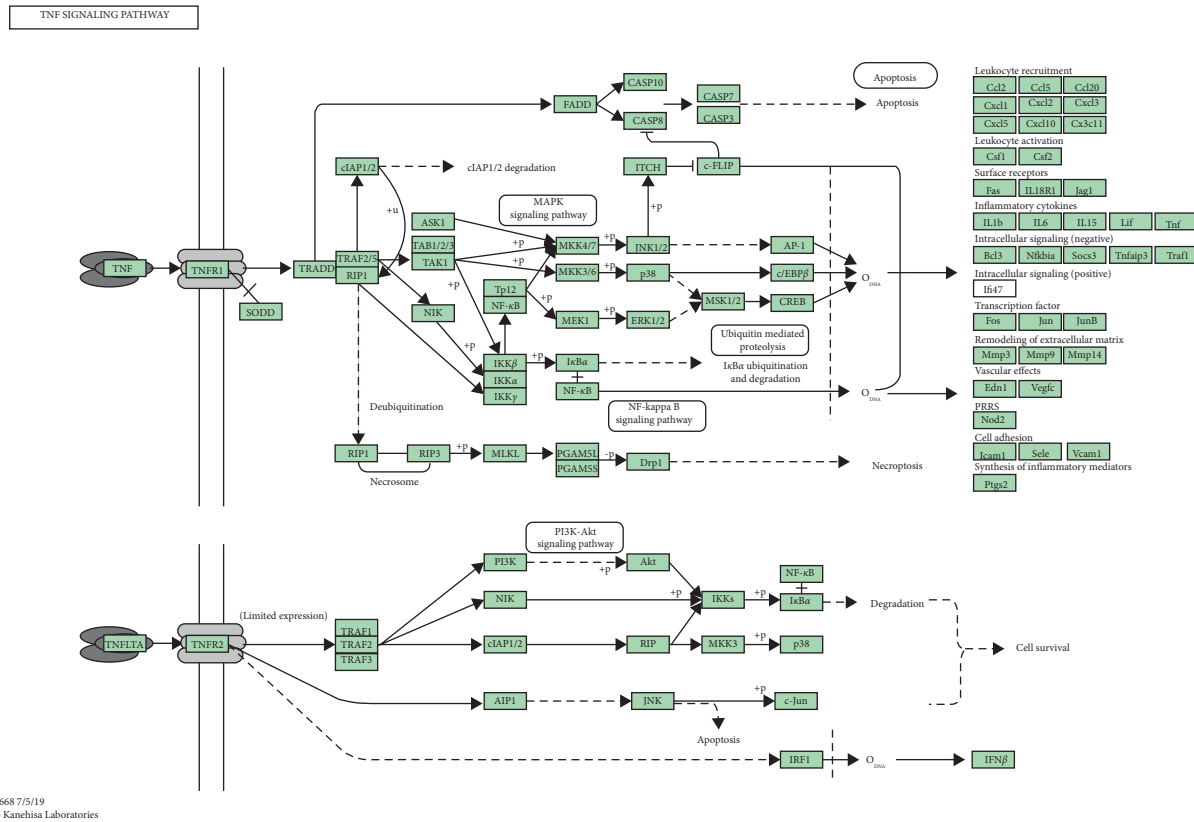 TNF SIGNALING PATHWAY
Apoptosis
CASP10
FADD
CASP7
Apoptosis
CASP8
CASP3
cIAP1/2
cIAP1/2 degradation
ITCH
c-FLIP
+u
MAPK
signaling pathway
+p
ASK1
TAB1/2/3
TAK1
+p
+p
+p
MKK4/7
+p
JNK1/2
AP-1
TNF
TNFR1
TRADD
TRAF2/5
RIP1
MKK3/6
+p
p38
c/EBPβ
O
DNA
SODD
NIK
Tp12
NF-κB
+p
MEK1
+p
ERK1/2
MSK1/2
CREB
+p
Ubiquitin mediated
proteolysis
IKKβ
IKKα
IKKγ
+p
IκBα
NF-κB
IκBα ubiquitination
and degradation
O
DNA
Deubiquitination
NF-kappa B
signaling pathway
RIP1
RIP3
+p
MLKL
PGAM5L
PGAM5S
-p
Drp1
Necroptosis
Necrosome
Leukocyte recruitment
Ccl2 Ccl5 Ccl20
Cxcl1 Cxcl2 Cxcl3
Cxcl5 Cxcl10 Cx3c11
Leukocyte activation
Csf1 Csf2
Surface receptors
Fas IL18R1 Jag1
Inflammatory cytokines
IL1b IL6 IL15 Lif Tnf
Intracellular signaling (negative)
Bcl3 Nfkbia Socs3 Tnfaip3 Traf1
Intracellular signaling (positive)
Ifi47
Transcription factor
Fos Jun JunB
Remodeling of extracellular matrix
Mmp3 Mmp9 Mmp14
Vascular effects
Edn1 Vegfc
PRRS
Nod2
Cell adhesion
Icam1 Sele Vcam1
Synthesis of inflammatory mediators
Ptgs2
PI3K-Akt
signaling pathway
PI3K
+p
Akt
NF-κB
NIK
+p
IKKs
+p
IκBα
Degradation
(Limited expression)
TNFLTA
TNFR2
TRAF1
TRAF2
TRAF3
cIAP1/2
RIP
MKK3
+p
p38
Cell survival
AIP1
JNK
+p
c-Jun
Apoptosis
IRF1
O
DNA
IFNβ
668 7/5/19
Kanehisa Laboratories